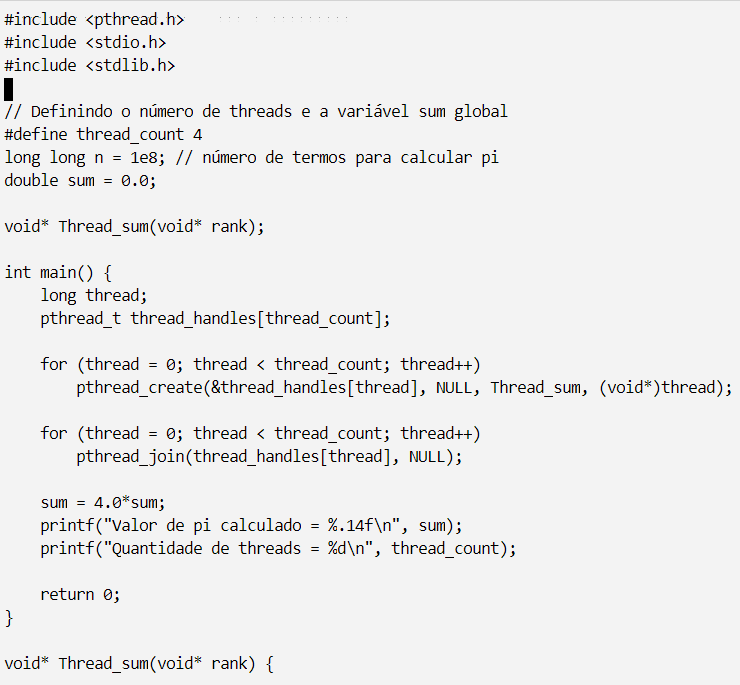 #include <pthread.h>
#include <stdio.h>
#include <stdlib.h>
// Definindo o número de threads e a variável sum global
#define thread_count 4
long long n = 1e8; // número de termos para calcular pi
double sum = 0.0;
void* Thread_sum(void* rank);
int main() {
    long thread;
    pthread_t thread_handles[thread_count];
    for (thread = 0; thread < thread_count; thread++)
        pthread_create(&thread_handles[thread], NULL, Thread_sum, (void*)thread);
    for (thread = 0; thread < thread_count; thread++)
        pthread_join(thread_handles[thread], NULL);
    sum = 4.0*sum;
    printf("Valor de pi calculado = %.14f\n", sum);
    printf("Quantidade de threads = %d\n", thread_count);
    return 0;
}
void* Thread_sum(void* rank) {